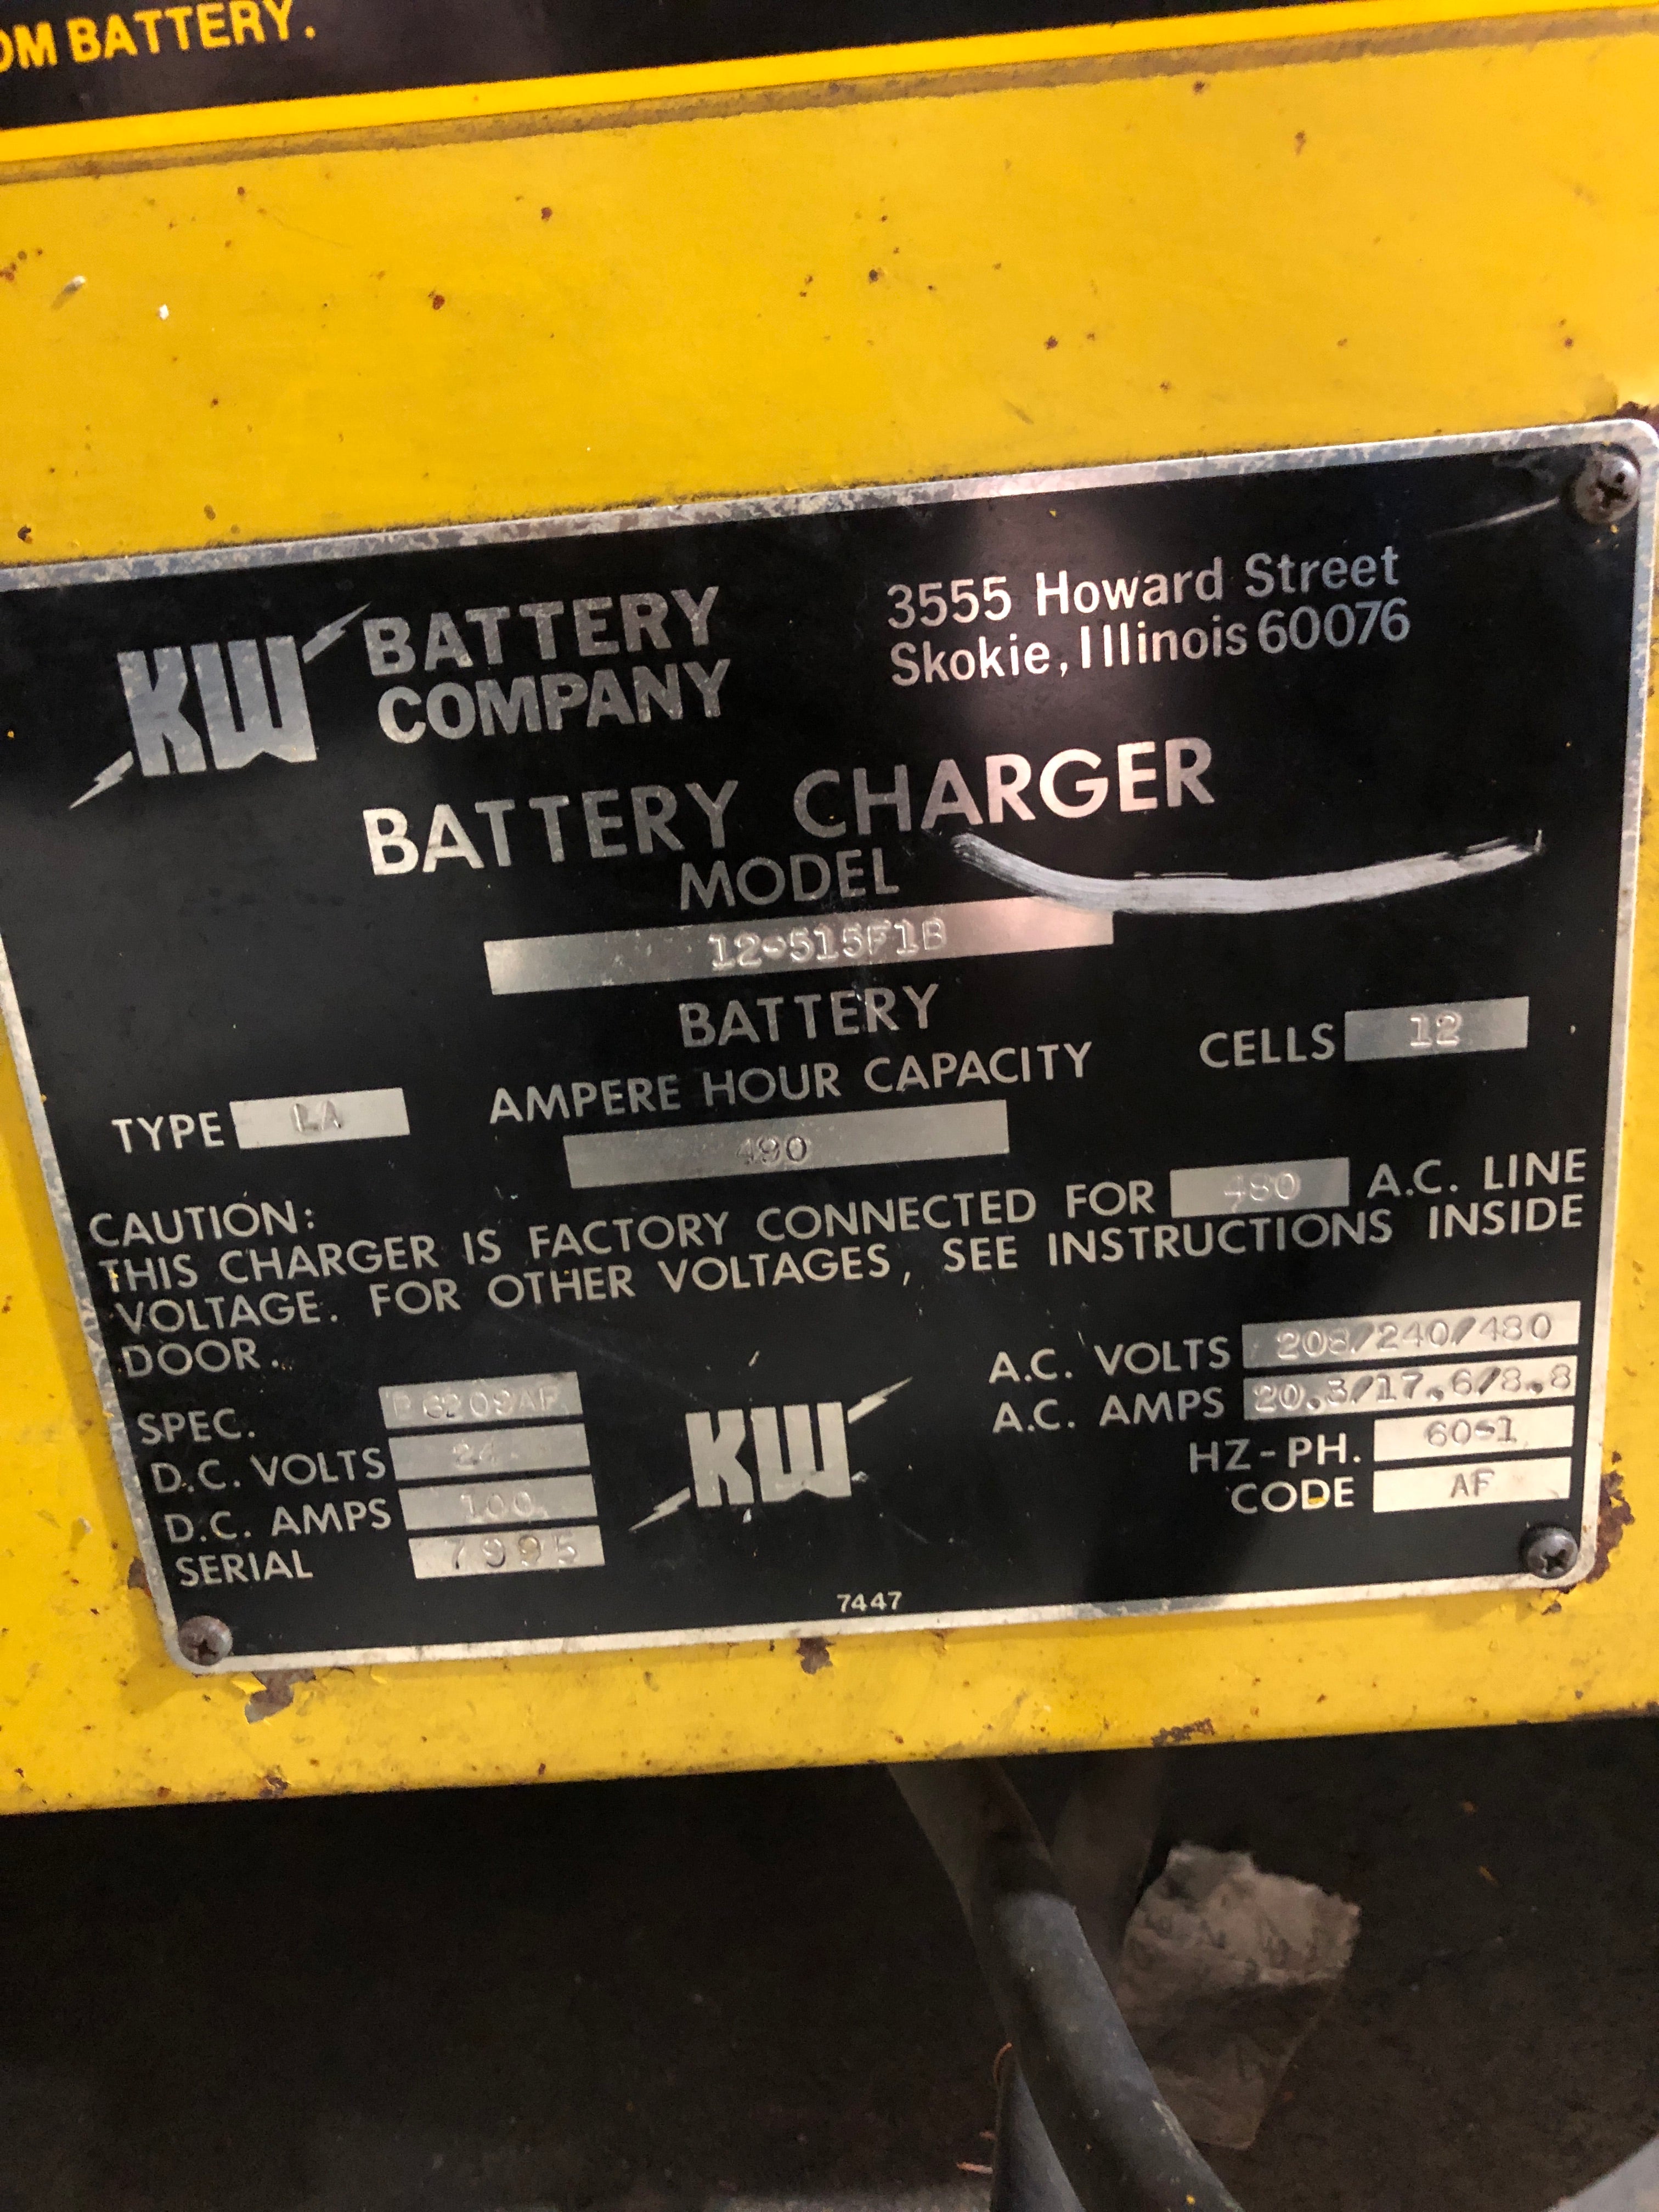 OM BATTERY.
KW BATTERY COMPANY
3555 Howard Street
Skokie, Illinois 60076
BATTERY CHARGER
MODEL
12-515F1B
BATTERY
AMPERE HOUR CAPACITY
CELLS 12
TYPE LA
490
CAUTION:
THIS CHARGER IS FACTORY CONNECTED FOR 480 A.C. LINE
VOLTAGE. FOR OTHER VOLTAGES, SEE INSTRUCTIONS INSIDE
DOOR.
SPEC.
D.C. VOLTS 24
D.C. AMPS 100
SERIAL 7995
KW
A.C. VOLTS 208/240/480
A.C. AMPS 20.3/17.6/8.8
HZ-PH. 60-1
CODE AF
7447